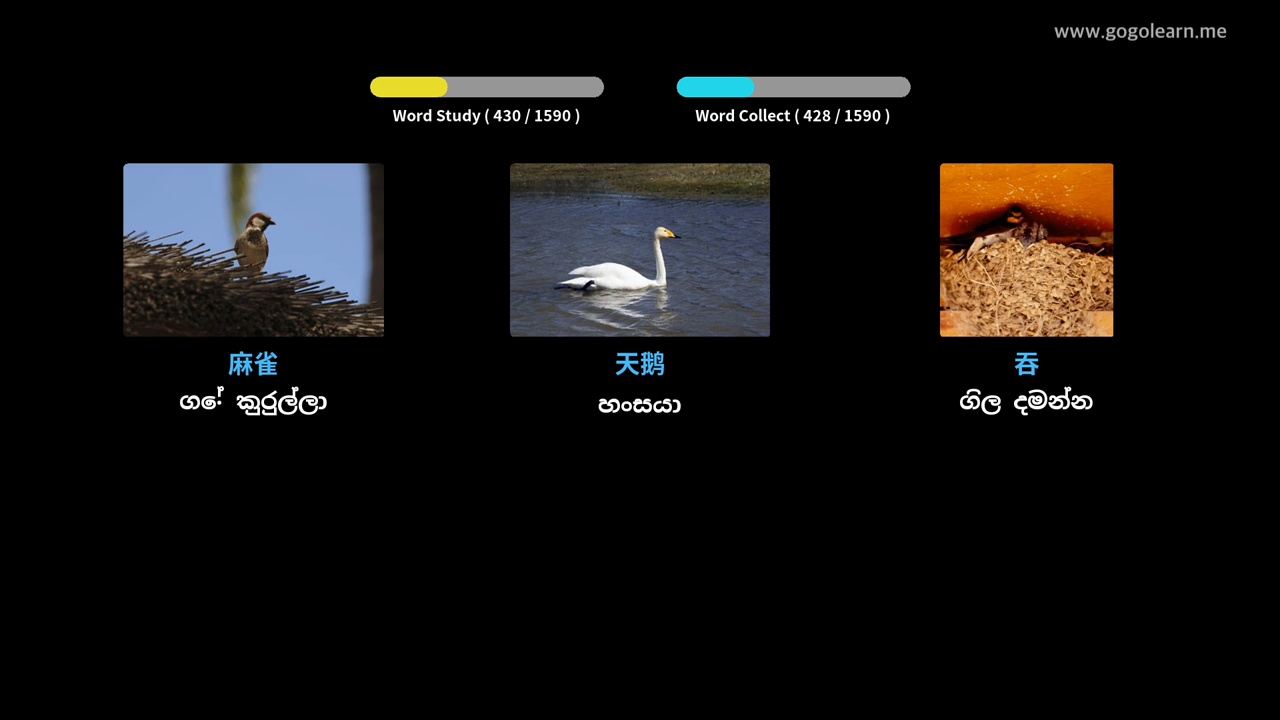 www.gogolearn.me
Word Study ( 430 / 1590 )
Word Collect ( 428 / 1590 )
麻雀
天鹅
吞
ගේ කුරුල්ලා
හංසයා
ගිල දමන්න